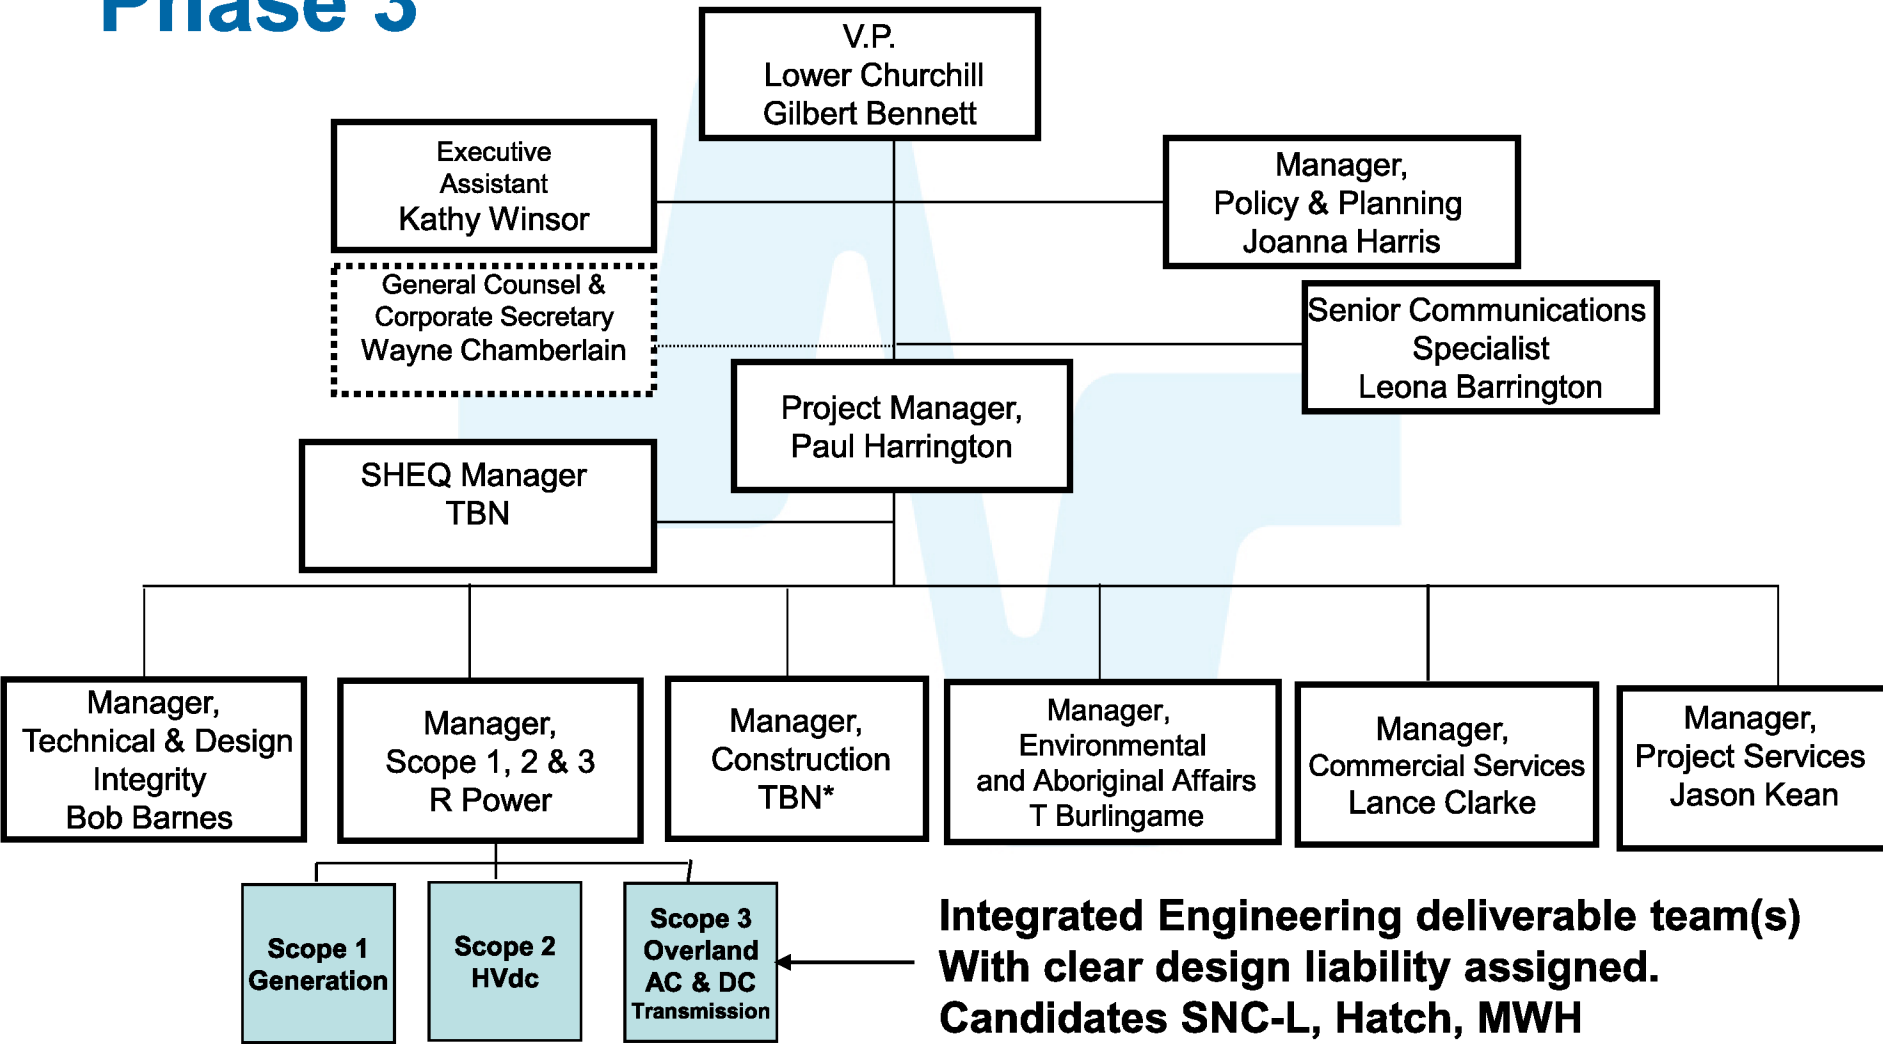 Phase 3
V.P.
Lower Churchill
Gilbert Bennett
Executive
Assistant
Kathy Winsor
Manager,
Policy & Planning
Joanna Harris
General Counsel &
Corporate Secretary
Wayne Chamberlain
Senior Communications
Specialist
Leona Barrington
Project Manager,
Paul Harrington
SHEQ Manager
TBN
Manager,
Technical & Design
Integrity
Bob Barnes
Manager,
Scope 1, 2 & 3
R Power
Manager,
Construction
TBN*
Manager,
Environmental
and Aboriginal Affairs
T Burlingame
Manager,
Commercial Services
Lance Clarke
Manager,
Project Services
Jason Kean
Scope 1
Generation
Scope 2
HVdc
Scope 3
Overland
AC & DC
Transmission
Integrated Engineering deliverable team(s)
With clear design liability assigned.
Candidates SNC-L, Hatch, MWH